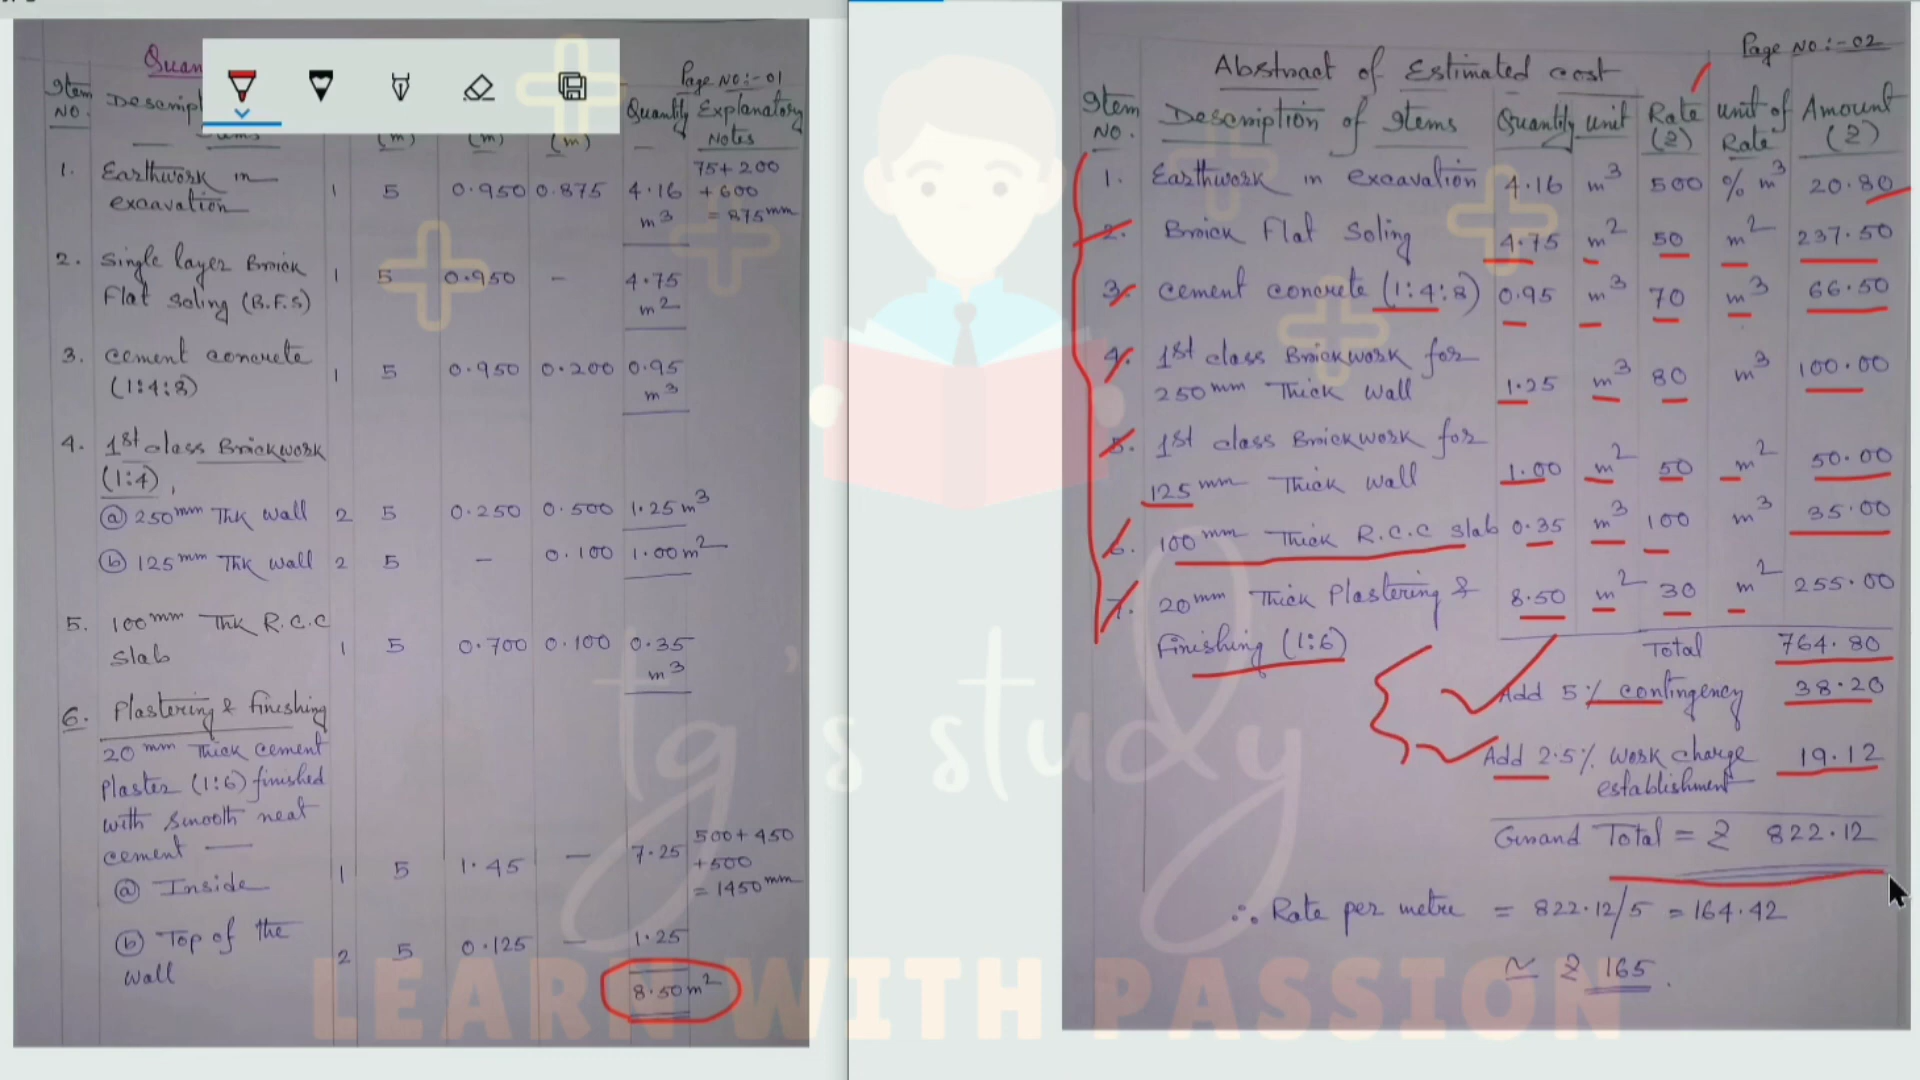 Quan
Page No:-01
Item No.
Descrip
Items
(m)
(m)
(m)
Quantity
Explanatory Notes
1.
Earthwork in excavation
1
5
0.950
0.875
4.16 m³
75+200
+600
= 875mm
2.
Single layer Brick Flat Soling (B.F.S)
1
5
0.950
—
4.75 m²
3.
Cement concrete (1:4:8)
1
5
0.950
0.200
0.95 m³
4.
1st class Brickwork (1:4),
(a) 250mm Thk Wall
2
5
0.250
0.500
1.25 m³
(b) 125mm Thk Wall
2
5
—
0.100
1.00 m²
5.
100mm Thk R.C.C Slab
1
5
0.700
0.100
0.35 m³
6.
Plastering & finishing
20 mm Thick cement
Plaster (1:6) finished
with smooth neat
cement —
(a) Inside
1
5
1.45
—
7.25
500+450
+500
= 1450mm
(b) Top of the Wall
2
5
0.125
—
1.25
8.50m²
Page No:-02
Abstract of Estimated cost
Item No.
Description of Items
Quantity
unit
Rate (₹)
unit of Rate
Amount (₹)
1. Earthwork in excavation 4.16 m³ 500 % m³ 20.80
2. Brick Flat Soling 4.75 m² 50 m² 237.50
3. Cement concrete (1:4:8) 0.95 m³ 70 m³ 66.50
4. 1st class Brickwork for
250mm Thick Wall 1.25 m³ 80 m³ 100.00
5. 1st class Brickwork for
125mm Thick Wall 1.00 m² 50 m² 50.00
6. 100mm Thick R.C.C Slab 0.35 m³ 100 m³ 35.00
7. 20mm Thick Plastering & 8.50 m² 30 m² 255.00
Finishing (1:6)
Total 764.80
Add 5% contingency 38.20
Add 2.5% work charge establishment 19.12
Grand Total = ₹ 822.12
∴ Rate per metre = 822.12/5 = 164.42
≃ ₹ 165.
tg's study
LEARN WITH PASSION